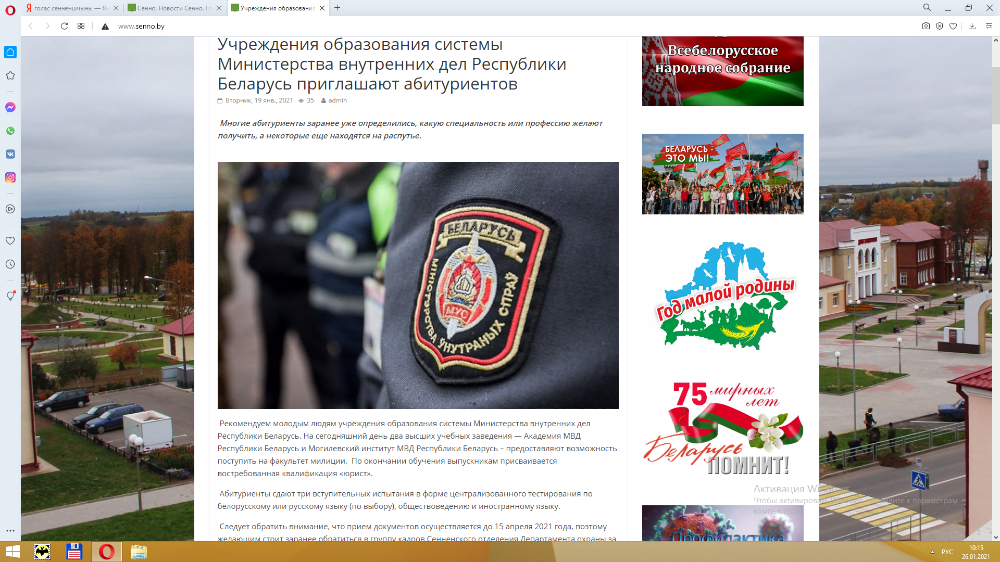 голас сенненшчыны — Ян
Сенно. Новости Сенно. Го
Учреждения образования
www.senno.by
Учреждения образования системы
Министерства внутренних дел Республики
Беларусь приглашают абитуриентов
Вторник, 19 янв., 2021 35 admin
Многие абитуриенты заранее уже определились, какую специальность или профессию желают
получить, а некоторые еще находятся на распутье.
БЕЛАРУСЬ
МІНІСТЭРСТВА ЎНУТРАНЫХ СПРАЎ
МУС
Рекомендуем молодым людям учреждения образования системы Министерства внутренних дел
Республики Беларусь. На сегодняшний день два высших учебных заведения — Академия МВД
Республики Беларусь и Могилевский институт МВД Республики Беларусь – предоставляют возможность
поступить на факультет милиции. По окончании обучения выпускникам присваивается
востребованная квалификация «юрист».
Абитуриенты сдают три вступительных испытания в форме централизованного тестирования по
белорусскому или русскому языку (по выбору), обществоведению и иностранному языку.
Следует обратить внимание, что прием документов осуществляется до 15 апреля 2021 года, поэтому
желающим стоит заранее обратиться в группу кадров Сенненского отделения Департамента охраны за
Всебелорусское
народное собрание
БЕЛАРУСЬ -
ЭТО МЫ!
Год малой родины
75 мирных
лет
Беларусь
ПОМНИТ!
Профилактика
Активация Windows
Чтобы активировать Windows, перейдите к параметрам
компьютера.
РУС
10:15
26.01.2021